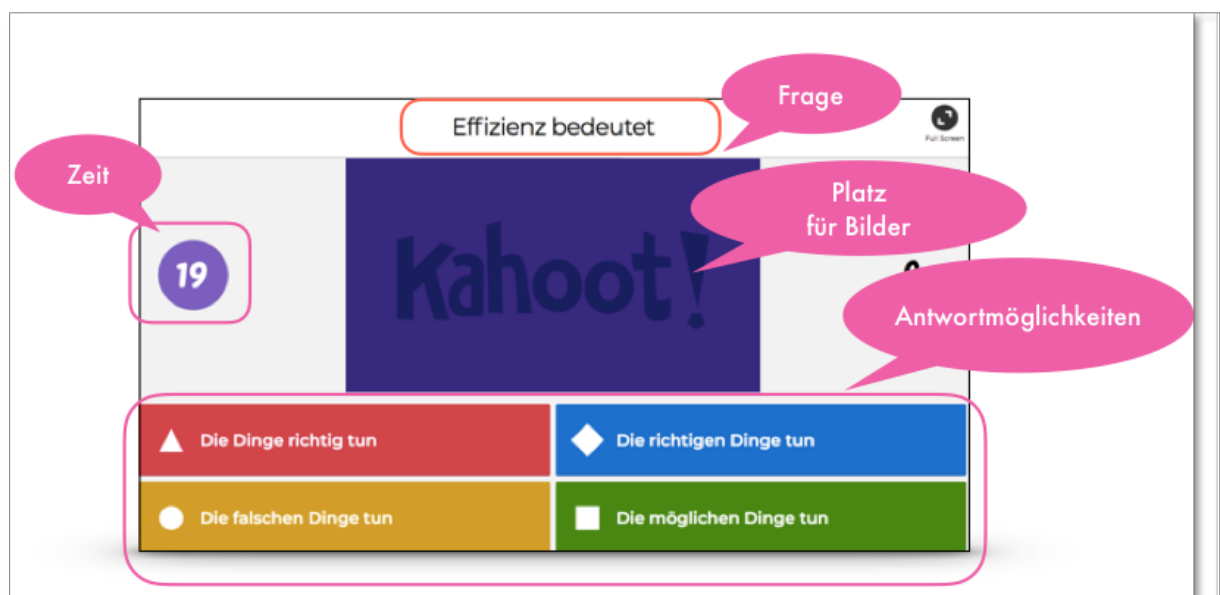 Frage
Effizienz bedeutet
Full Screen
Zeit
Platz
für Bilder
19
Kahoot!
Antwortmöglichkeiten
Die Dinge richtig tun
Die richtigen Dinge tun
Die falschen Dinge tun
Die möglichen Dinge tun